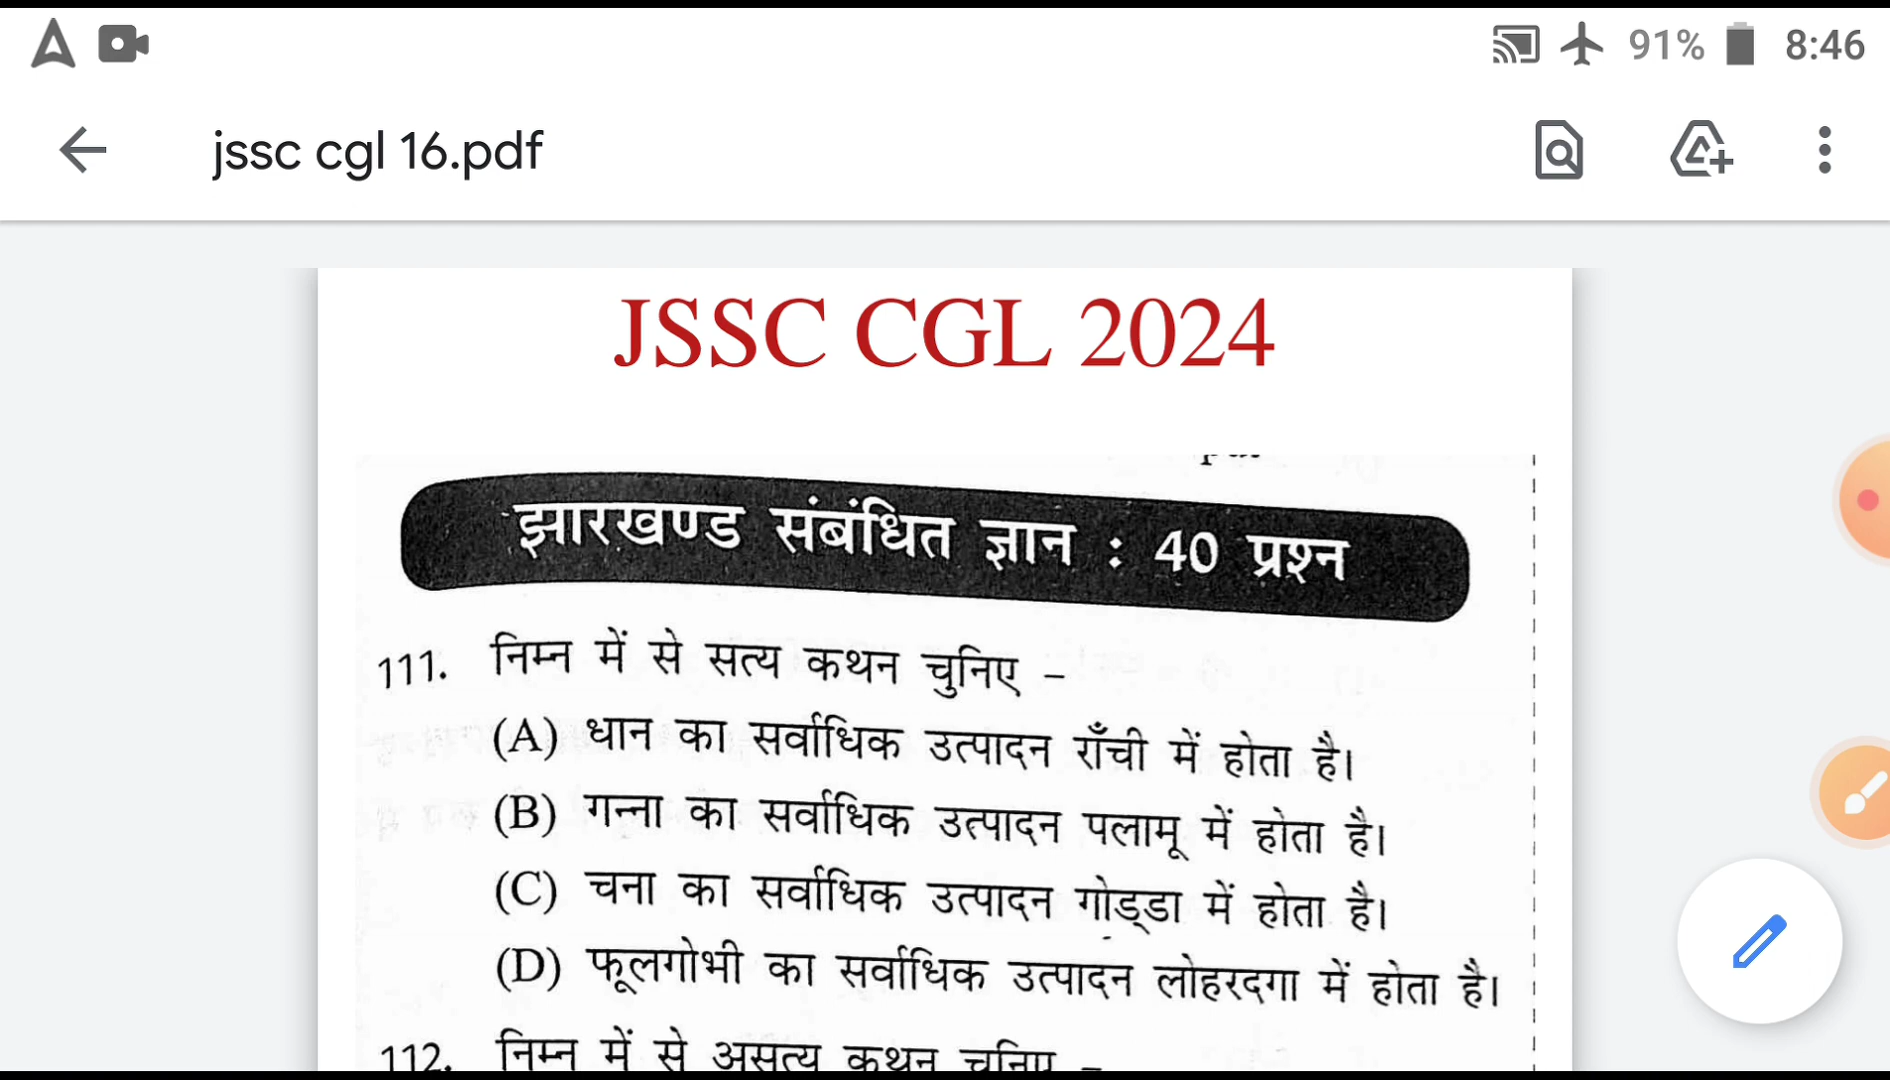 91% 8:46
jssc cgl 16.pdf
JSSC CGL 2024
झारखण्ड संबंधित ज्ञान : 40 प्रश्न
111. निम्न में से सत्य कथन चुनिए –
(A) धान का सर्वाधिक उत्पादन राँची में होता है।
(B) गन्ना का सर्वाधिक उत्पादन पलामू में होता है।
(C) चना का सर्वाधिक उत्पादन गोड्डा में होता है।
(D) फूलगोभी का सर्वाधिक उत्पादन लोहरदगा में होता है।
112. निम्न में से असत्य कथन चुनिए –